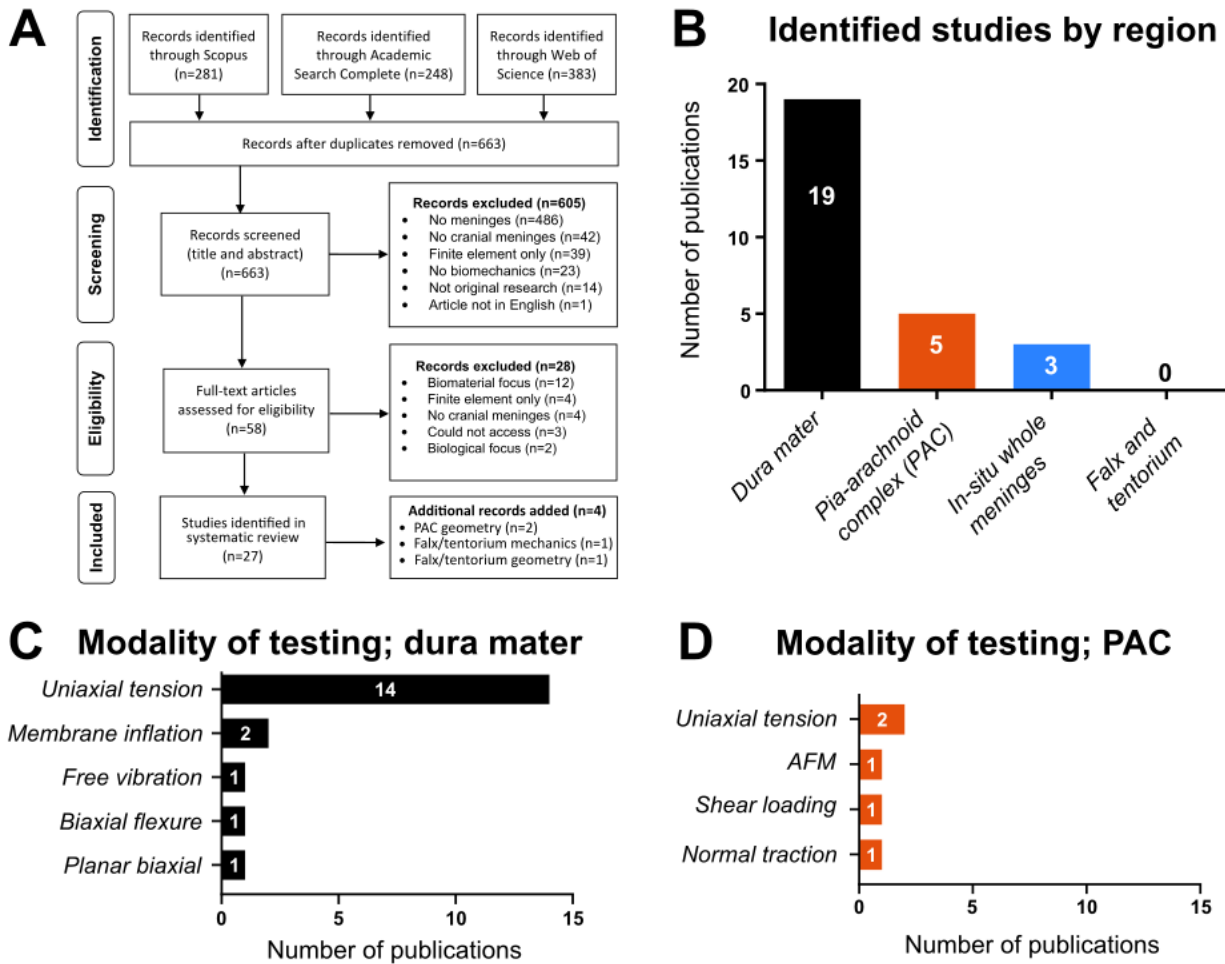 A
Identification
Records identified
through Scopus
(n=281)
Records identified
through Academic
Search Complete (n=248)
Records identified
through Web of
Science (n=383)
Records after duplicates removed (n=663)
Screening
Records screened
(title and abstract)
(n=663)
Records excluded (n=605)
• No meninges (n=486)
• No cranial meninges (n=42)
• Finite element only (n=39)
• No biomechanics (n=23)
• Not original research (n=14)
• Article not in English (n=1)
Eligibility
Full-text articles
assessed for eligibility
(n=58)
Records excluded (n=28)
• Biomaterial focus (n=12)
• Finite element only (n=4)
• No cranial meninges (n=4)
• Could not access (n=3)
• Biological focus (n=2)
Included
Studies identified in
systematic review
(n=27)
Additional records added (n=4)
• PAC geometry (n=2)
• Falx/tentorium mechanics (n=1)
• Falx/tentorium geometry (n=1)
B
Identified studies by region
Number of publications
20
15
10
5
0
19
5
3
0
Dura mater
Pia-arachnoid
complex (PAC)
In-situ whole
meninges
Falx and
tentorium
C
Modality of testing; dura mater
Uniaxial tension
14
Membrane inflation
2
Free vibration
1
Biaxial flexure
1
Planar biaxial
1
0
5
10
15
Number of publications
D
Modality of testing; PAC
Uniaxial tension
2
AFM
1
Shear loading
1
Normal traction
1
0
5
10
15
Number of publications